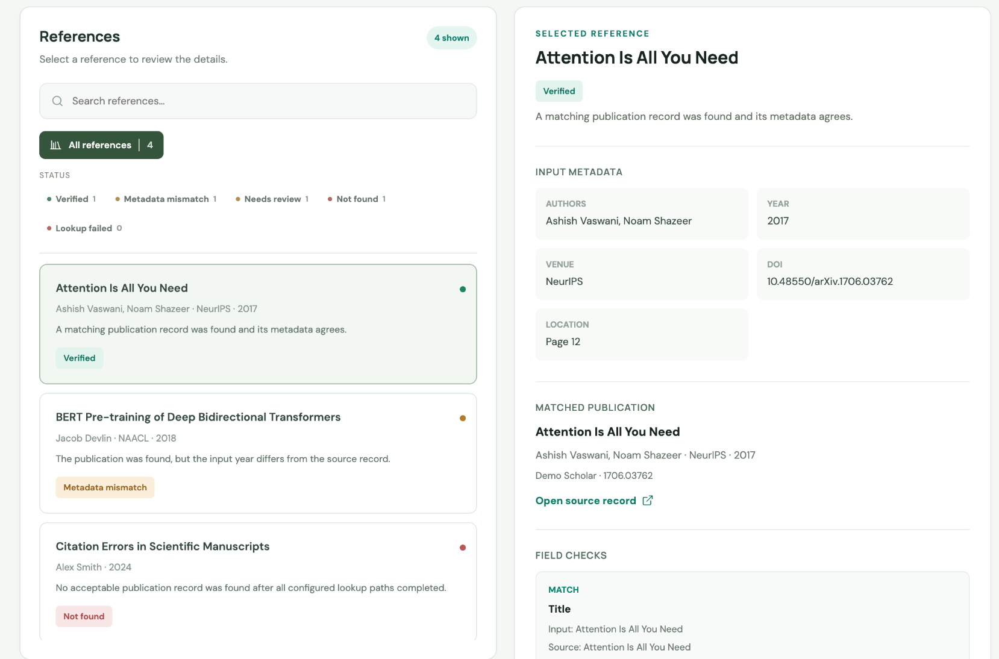 References
4 shown
Select a reference to review the details.
Search references...
All references | 4
STATUS
Verified 1
Metadata mismatch 1
Needs review 1
Not found 1
Lookup failed 0
Attention Is All You Need
Ashish Vaswani, Noam Shazeer · NeurIPS · 2017
A matching publication record was found and its metadata agrees.
Verified
BERT Pre-training of Deep Bidirectional Transformers
Jacob Devlin · NAACL · 2018
The publication was found, but the input year differs from the source record.
Metadata mismatch
Citation Errors in Scientific Manuscripts
Alex Smith · 2024
No acceptable publication record was found after all configured lookup paths completed.
Not found
SELECTED REFERENCE
Attention Is All You Need
Verified
A matching publication record was found and its metadata agrees.
INPUT METADATA
AUTHORS
Ashish Vaswani, Noam Shazeer
YEAR
2017
VENUE
NeurIPS
DOI
10.48550/arXiv.1706.03762
LOCATION
Page 12
MATCHED PUBLICATION
Attention Is All You Need
Ashish Vaswani, Noam Shazeer · NeurIPS · 2017
Demo Scholar · 1706.03762
Open source record
FIELD CHECKS
MATCH
Title
Input: Attention Is All You Need
Source: Attention Is All You Need